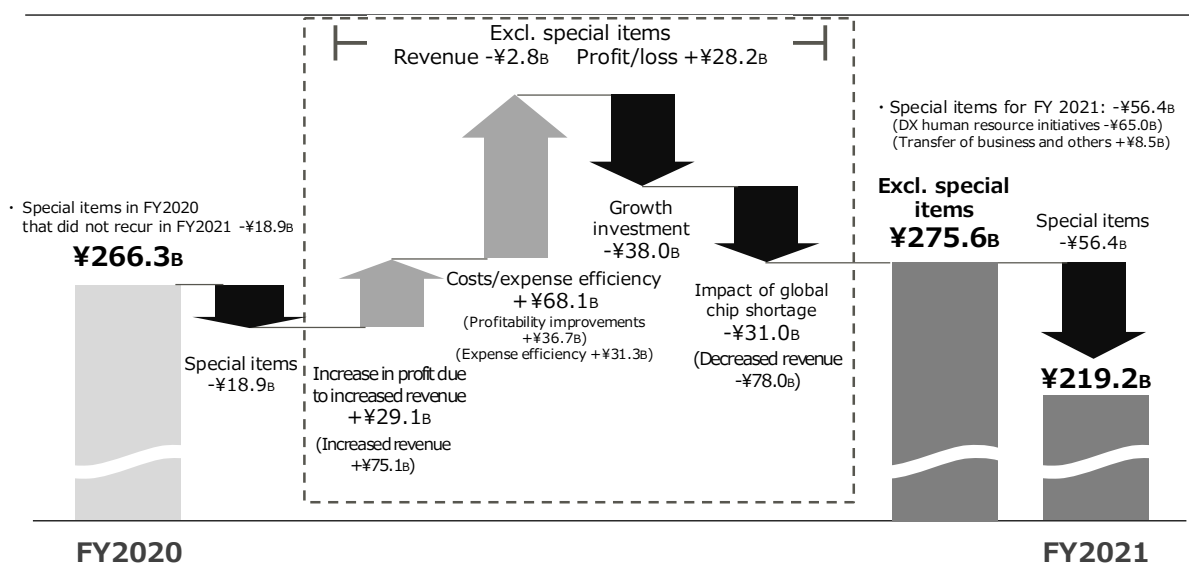 Excl. special items
Revenue -¥2.8B Profit/loss +¥28.2B
・Special items for FY 2021: -¥56.4B
(DX human resource initiatives -¥65.0B)
(Transfer of business and others +¥8.5B)
・Special items in FY2020
that did not recur in FY2021 -¥18.9B
¥266.3B
Special items
-¥18.9B
Increase in profit due
to increased revenue
+¥29.1B
(Increased revenue
+¥75.1B)
Costs/expense efficiency
+¥68.1B
(Profitability improvements
+¥36.7B)
(Expense efficiency +¥31.3B)
Growth
investment
-¥38.0B
Impact of global
chip shortage
-¥31.0B
(Decreased revenue
-¥78.0B)
Excl. special
items
¥275.6B
Special items
-¥56.4B
¥219.2B
FY2020
FY2021